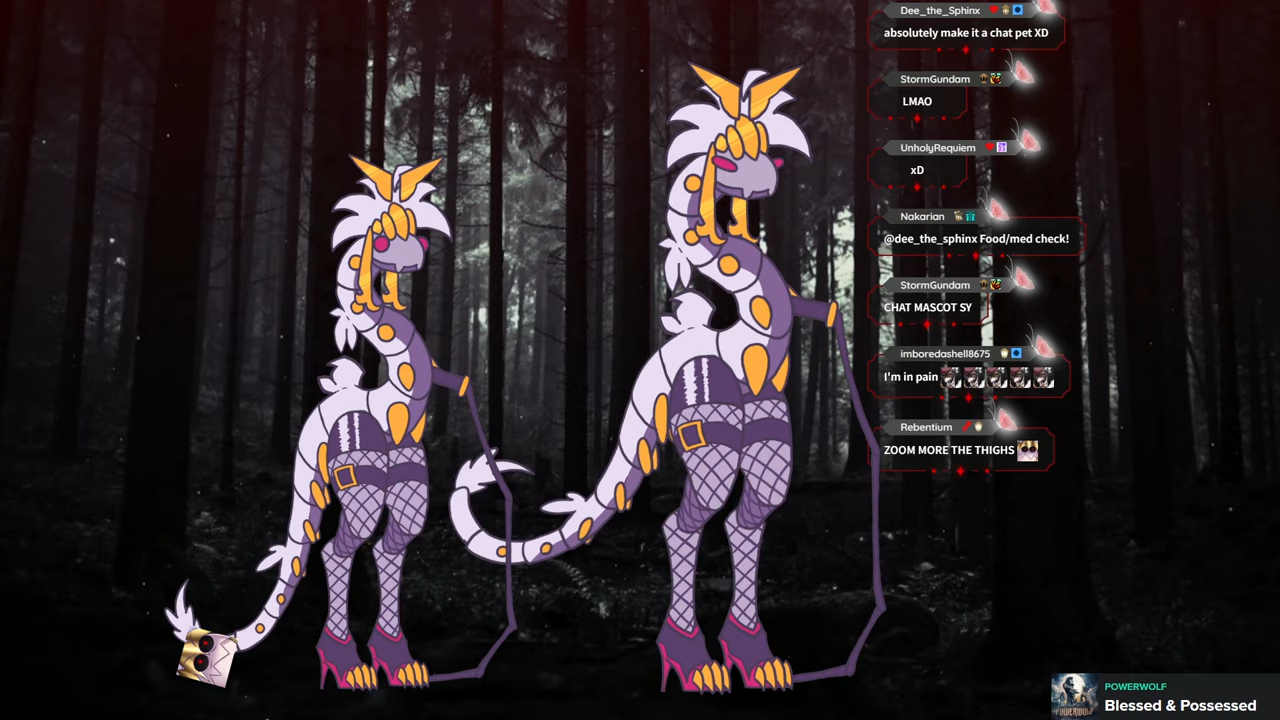 Dee_the_Sphinx
absolutely make it a chat pet XD
StormGundam
LMAO
UnholyRequiem
xD
Nakarian
@dee_the_sphinx Food/med check!
StormGundam
CHAT MASCOT SY
imboredashell8675
I'm in pain
Rebentium
ZOOM MORE THE THIGHS
POWERWOLF
POWERWOLF
Blessed & Possessed